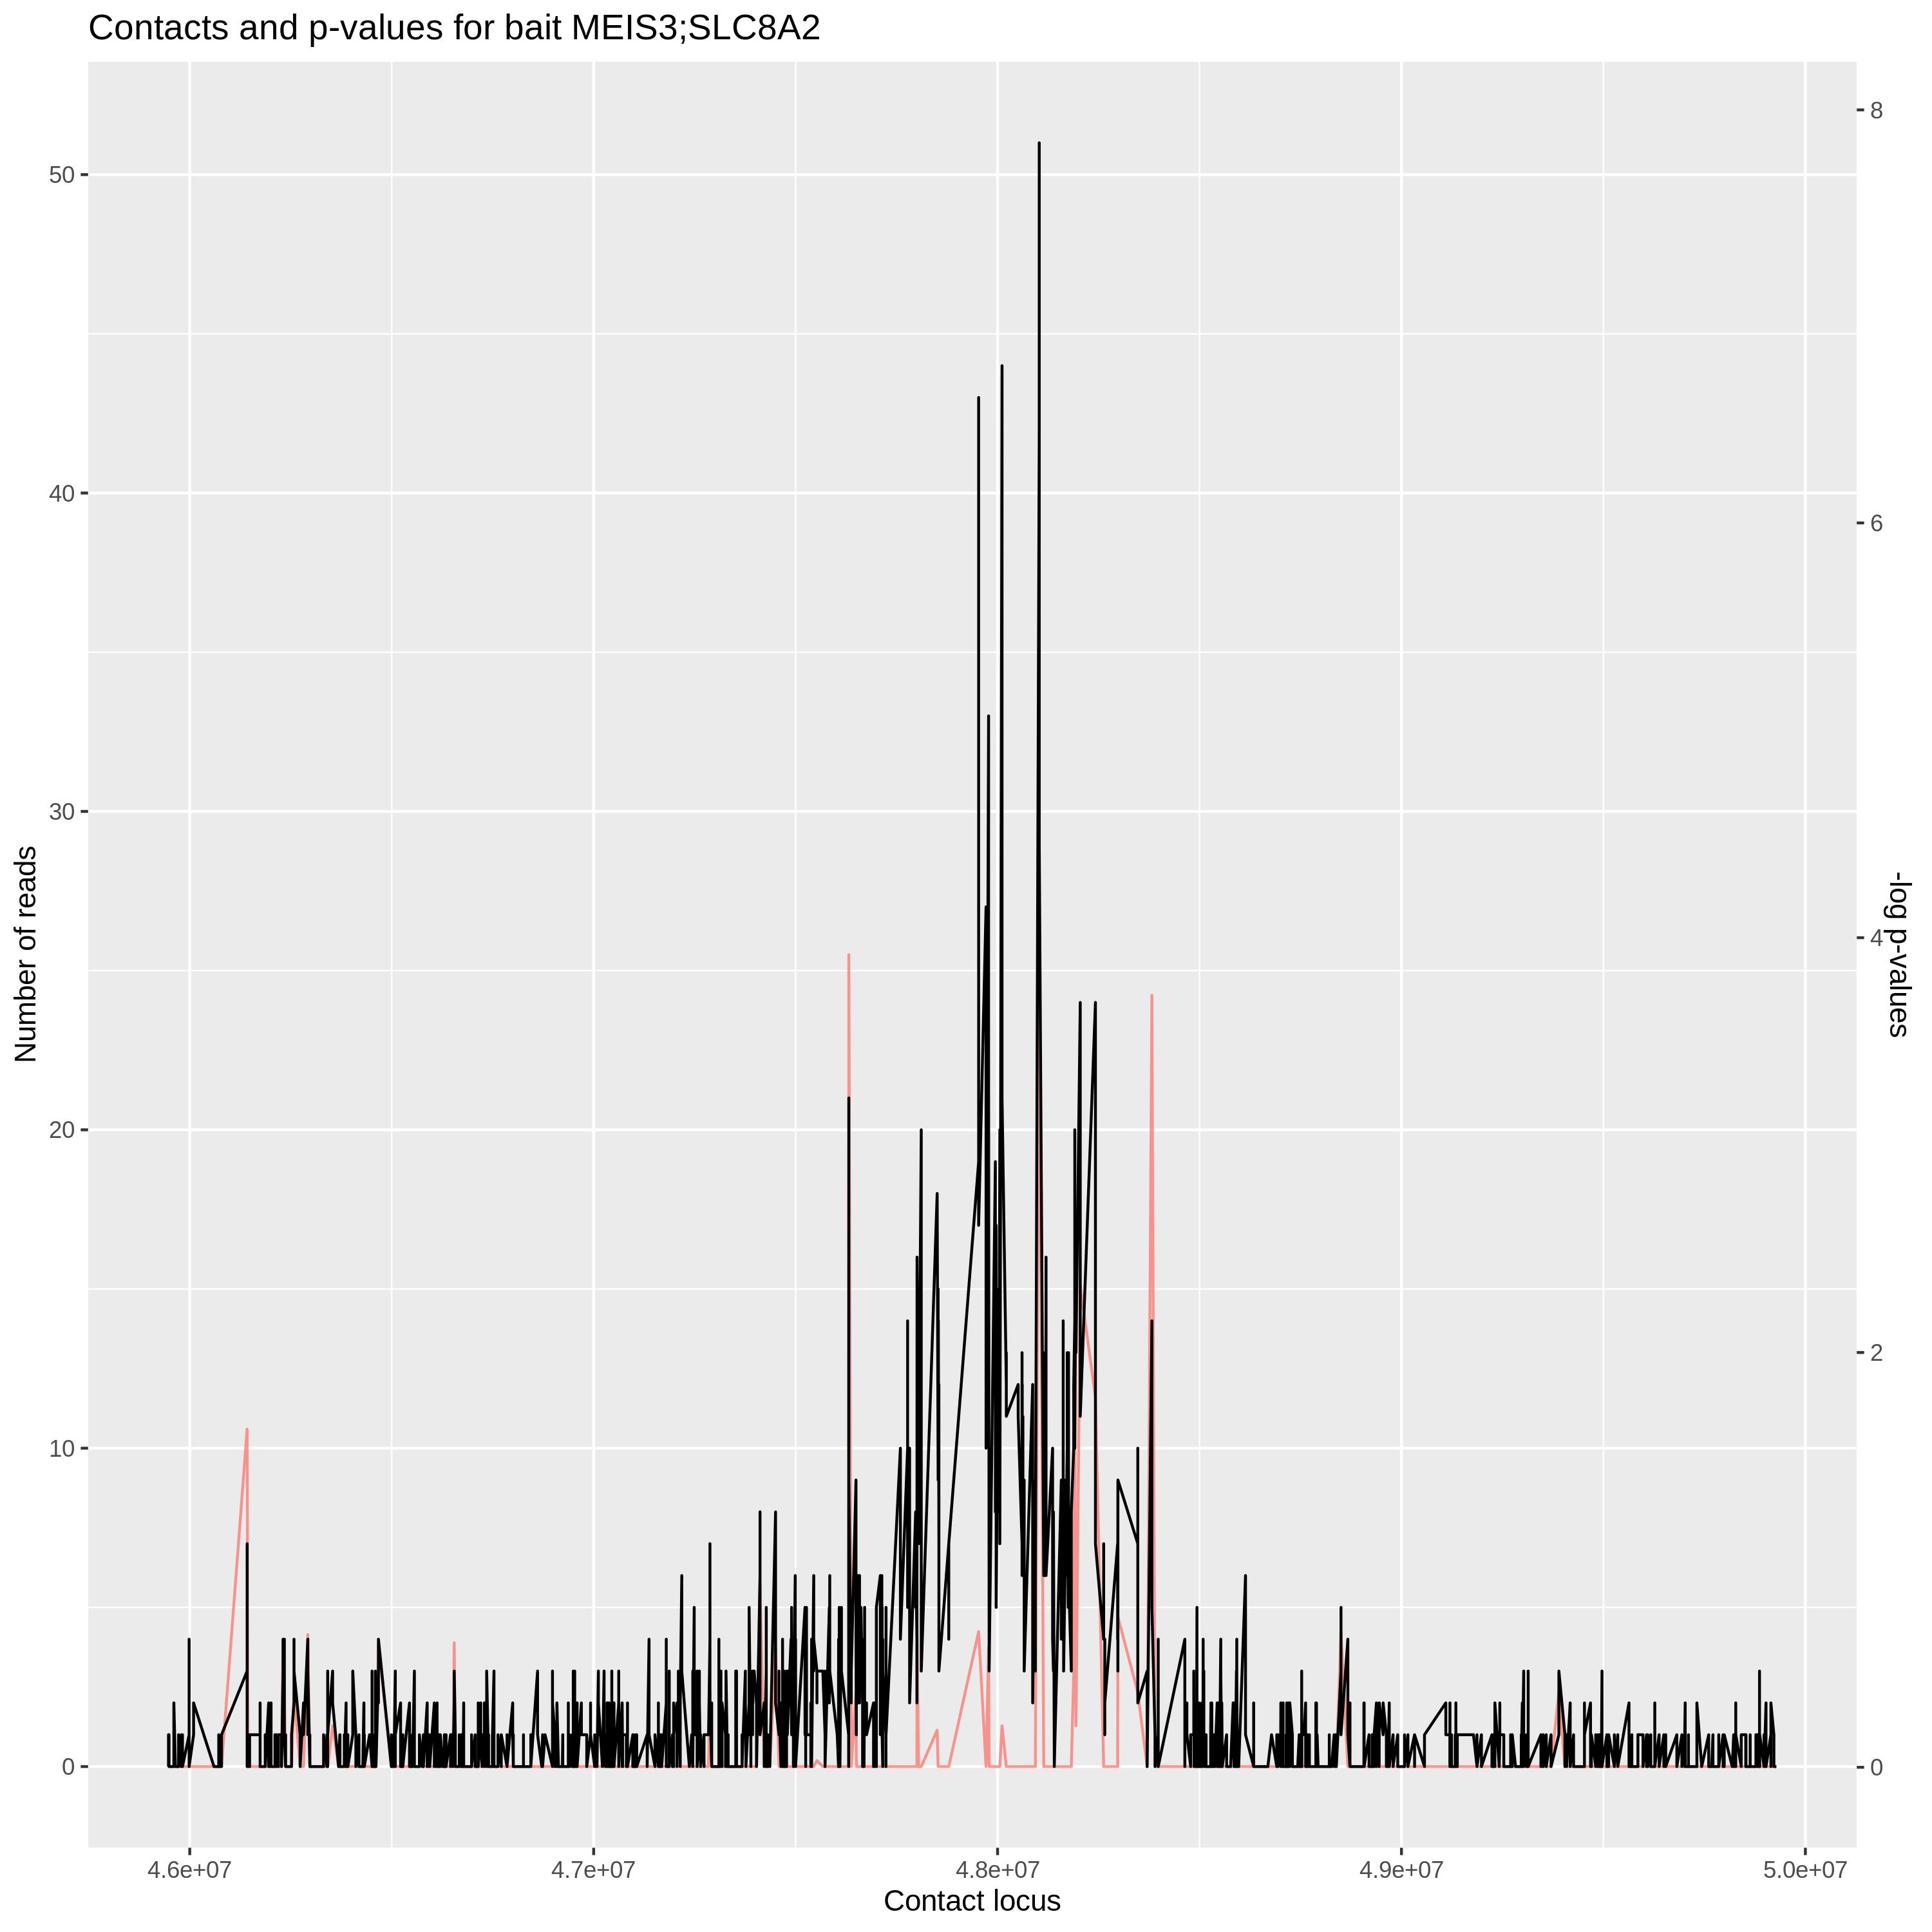 Contacts and p-values for bait MEIS3;SLC8A2
Number of reads
50
40
30
20
10
0
8
6
4
2
0
-log p-values
4.6e+07 4.7e+07 4.8e+07 4.9e+07 5.0e+07
Contact locus